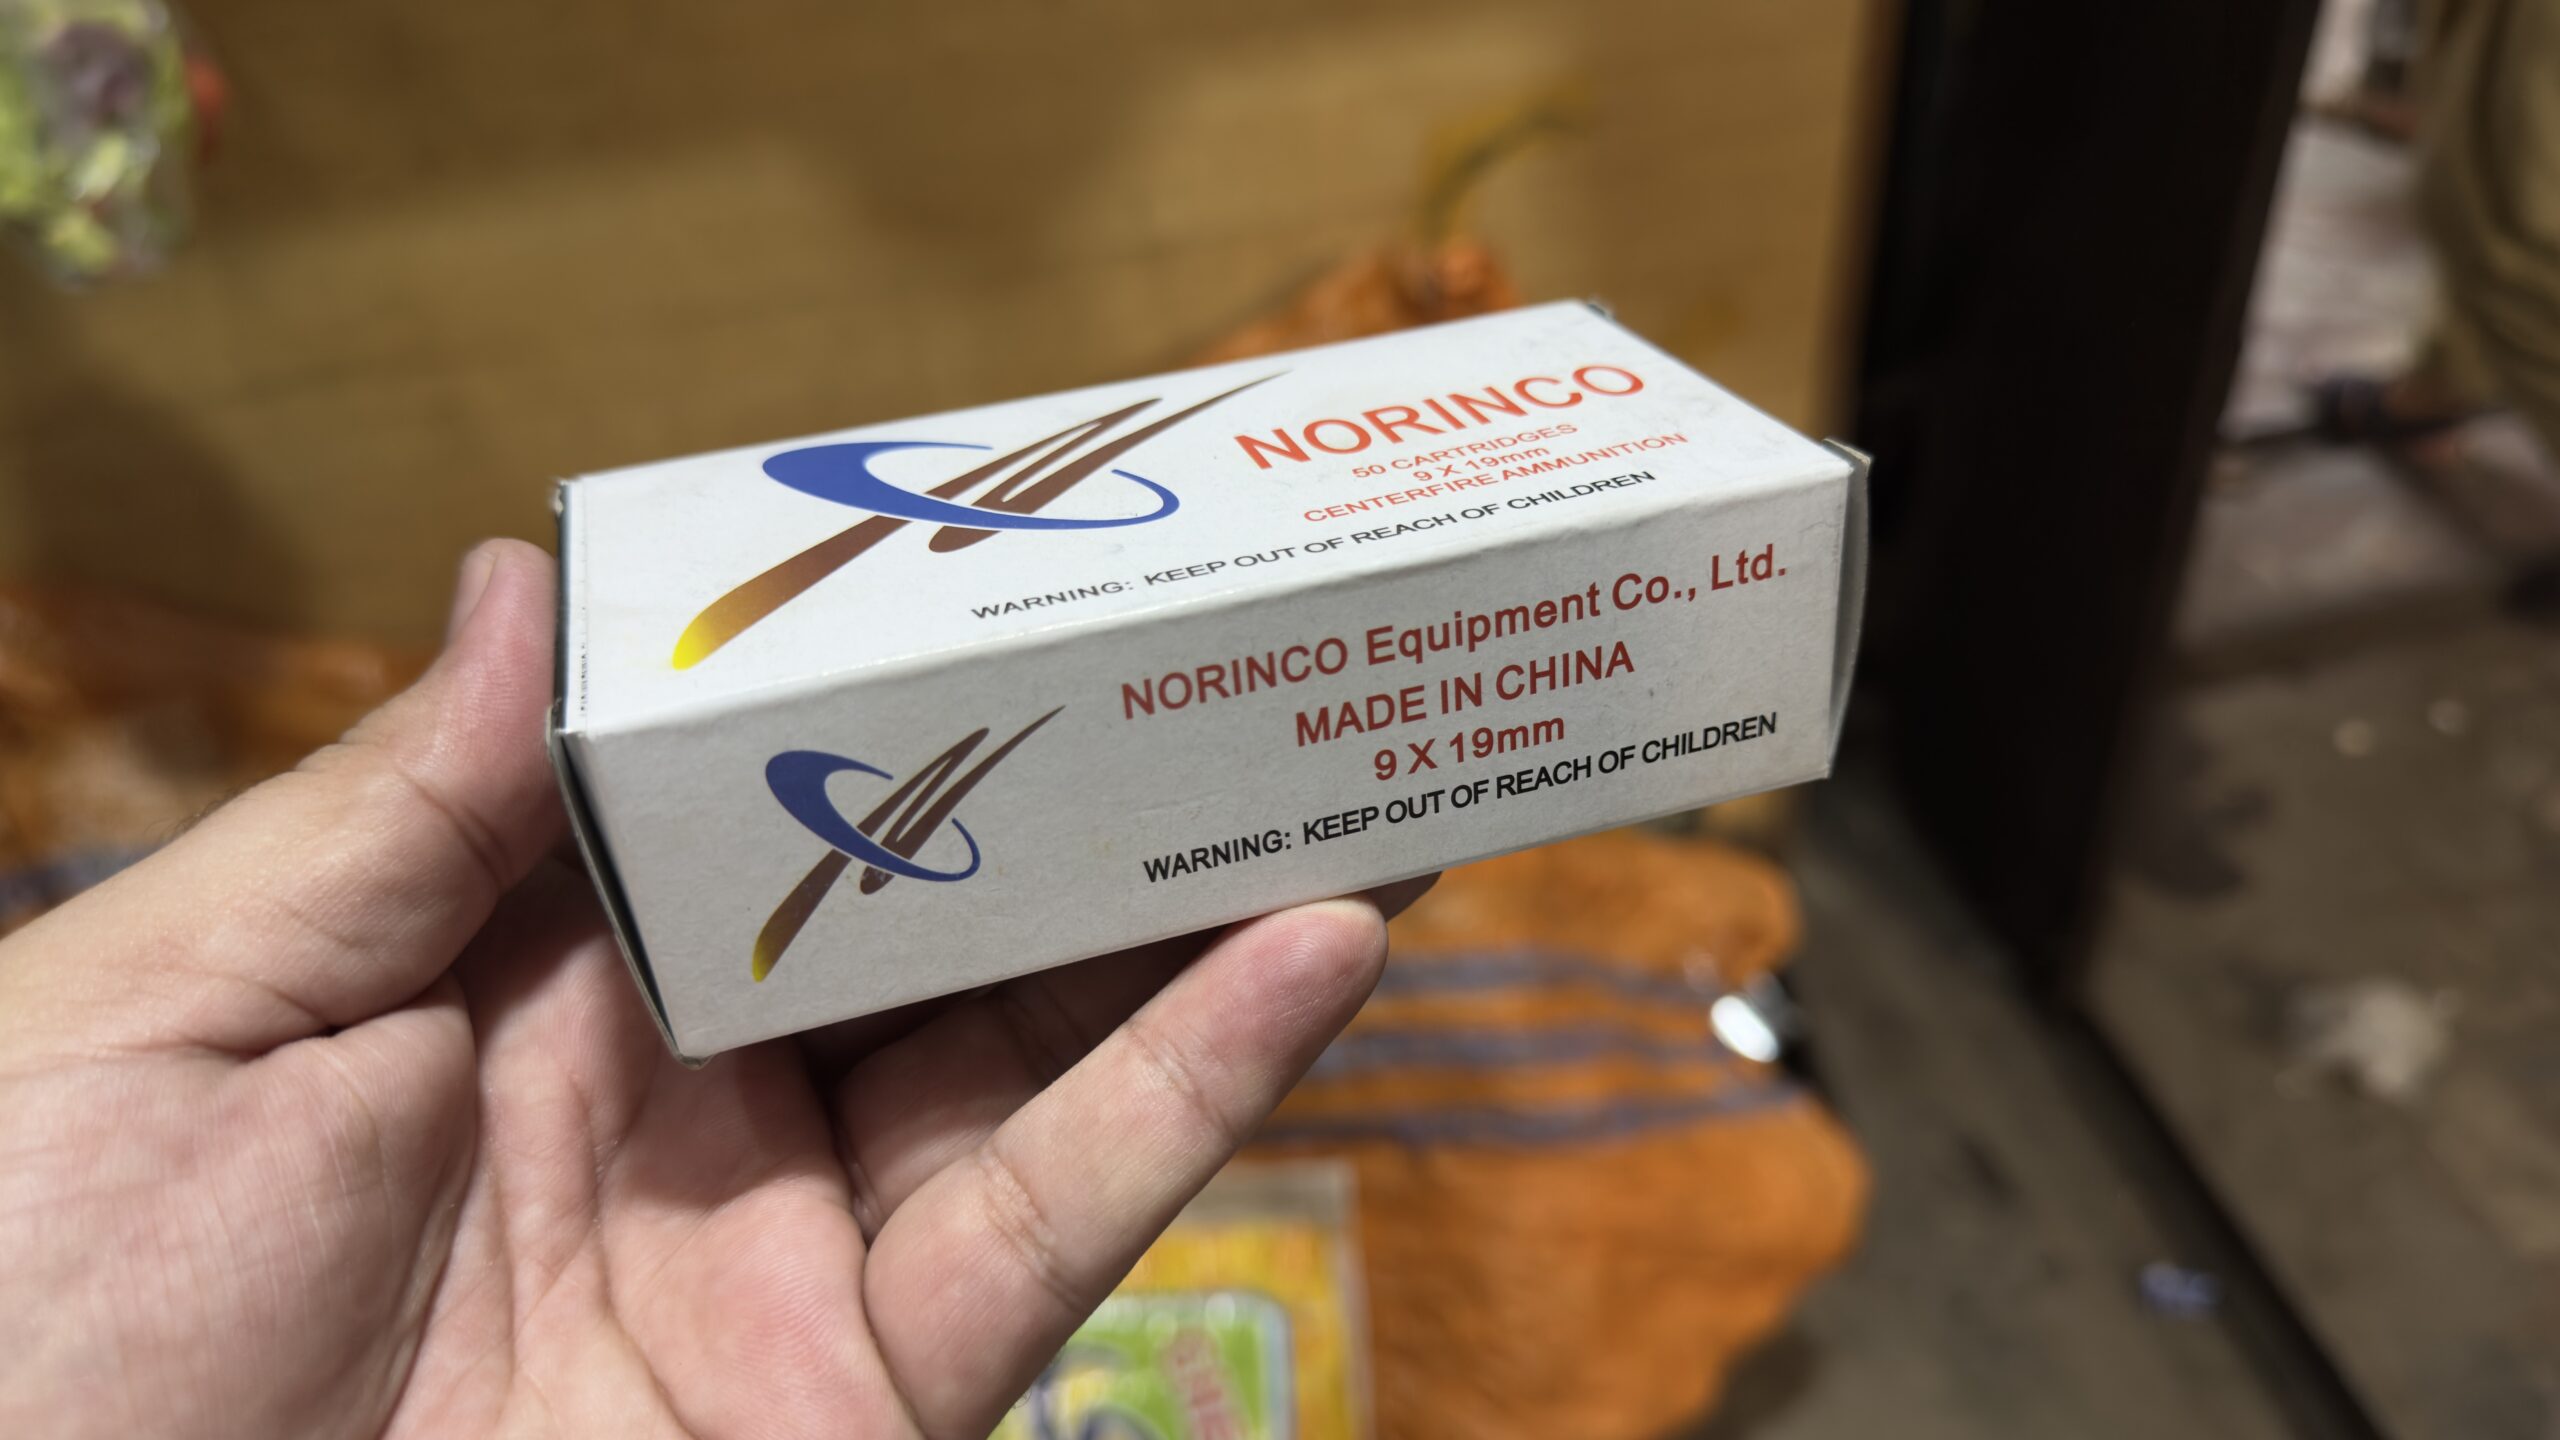 NORINCO
50 CARTRIDGES
9 X 19mm
CENTERFIRE AMMUNITION
WARNING: KEEP OUT OF REACH OF CHILDREN
NORINCO Equipment Co., Ltd.
MADE IN CHINA
9 X 19mm
WARNING: KEEP OUT OF REACH OF CHILDREN